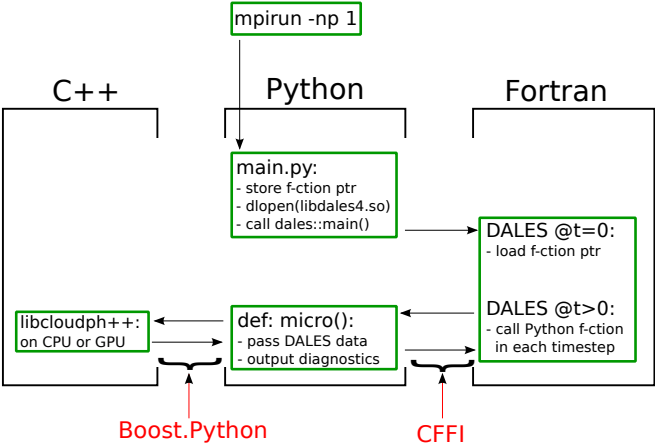 mpirun -np 1
C++
Python
Fortran
main.py:
- store f-ction ptr
- dlopen(libdales4.so)
- call dales::main()
DALES @t=0:
- load f-ction ptr
DALES @t>0:
- call Python f-ction
in each timestep
def: micro():
- pass DALES data
- output diagnostics
libcloudph++:
on CPU or GPU
Boost.Python
CFFI